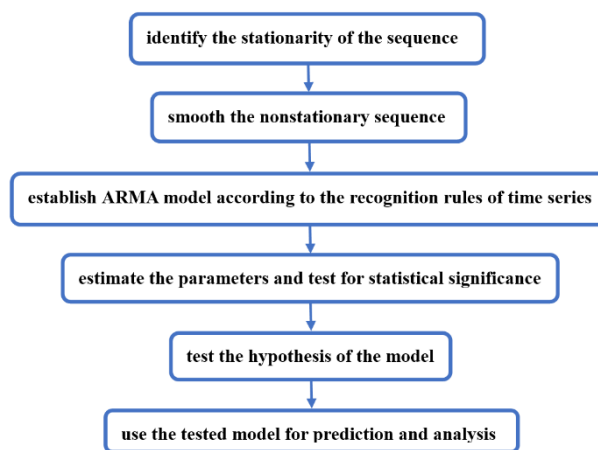 identify the stationarity of the sequence
smooth the nonstationary sequence
establish ARMA model according to the recognition rules of time series
estimate the parameters and test for statistical significance
test the hypothesis of the model
use the tested model for prediction and analysis